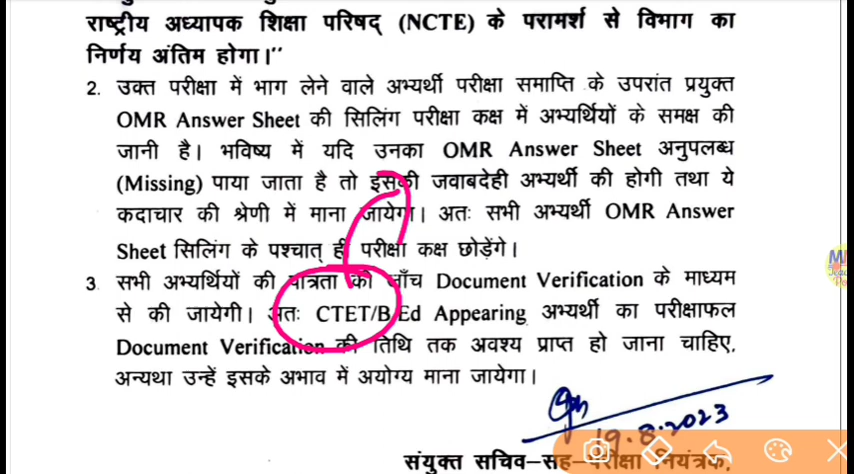 राष्ट्रीय अध्यापक शिक्षा परिषद् (NCTE) के परामर्श से विभाग का
निर्णय अंतिम होगा।"
2. उक्त परीक्षा में भाग लेने वाले अभ्यर्थी परीक्षा समाप्ति के उपरांत प्रयुक्त
OMR Answer Sheet की सिलिंग परीक्षा कक्ष में अभ्यर्थियों के समक्ष की
जानी है। भविष्य में यदि उनका OMR Answer Sheet अनुपलब्ध
(Missing) पाया जाता है तो इसकी जवाबदेही अभ्यर्थी की होगी तथा ये
कदाचार की श्रेणी में माना जायेगा। अतः सभी अभ्यर्थी OMR Answer
Sheet सिलिंग के पश्चात् ही परीक्षा कक्ष छोड़ेंगे।
3. सभी अभ्यर्थियों की पात्रता की जाँच Document Verification के माध्यम
से की जायेगी। अतः CTET/B.Ed Appearing अभ्यर्थी का परीक्षाफल
Document Verification की तिथि तक अवश्य प्राप्त हो जाना चाहिए,
अन्यथा उन्हें इसके अभाव में अयोग्य माना जायेगा।
19.8.2023
संयुक्त सचिव-सह-परीक्षा नियंत्रक,